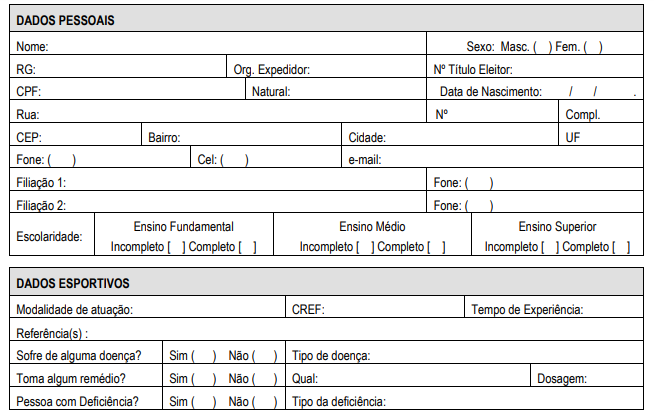 DADOS PESSOAIS
Nome: Sexo: Masc. ( ) Fem. ( )
RG: Org. Expedidor: Nº Título Eleitor:
CPF: Natural: Data de Nascimento: / / .
Rua: Nº Compl.
CEP: Bairro: Cidade: UF
Fone: ( ) Cel: ( ) e-mail:
Filiação 1: Fone: ( )
Filiação 2: Fone: ( )
Escolaridade: Ensino Fundamental Ensino Médio Ensino Superior
Incompleto [ ] Completo [ ] Incompleto [ ] Completo [ ] Incompleto [ ] Completo [ ]
DADOS ESPORTIVOS
Modalidade de atuação: CREF: Tempo de Experiência:
Referência(s) :
Sofre de alguma doença? Sim ( ) Não ( ) Tipo de doença:
Toma algum remédio? Sim ( ) Não ( ) Qual: Dosagem:
Pessoa com Deficiência? Sim ( ) Não ( ) Tipo da deficiência: